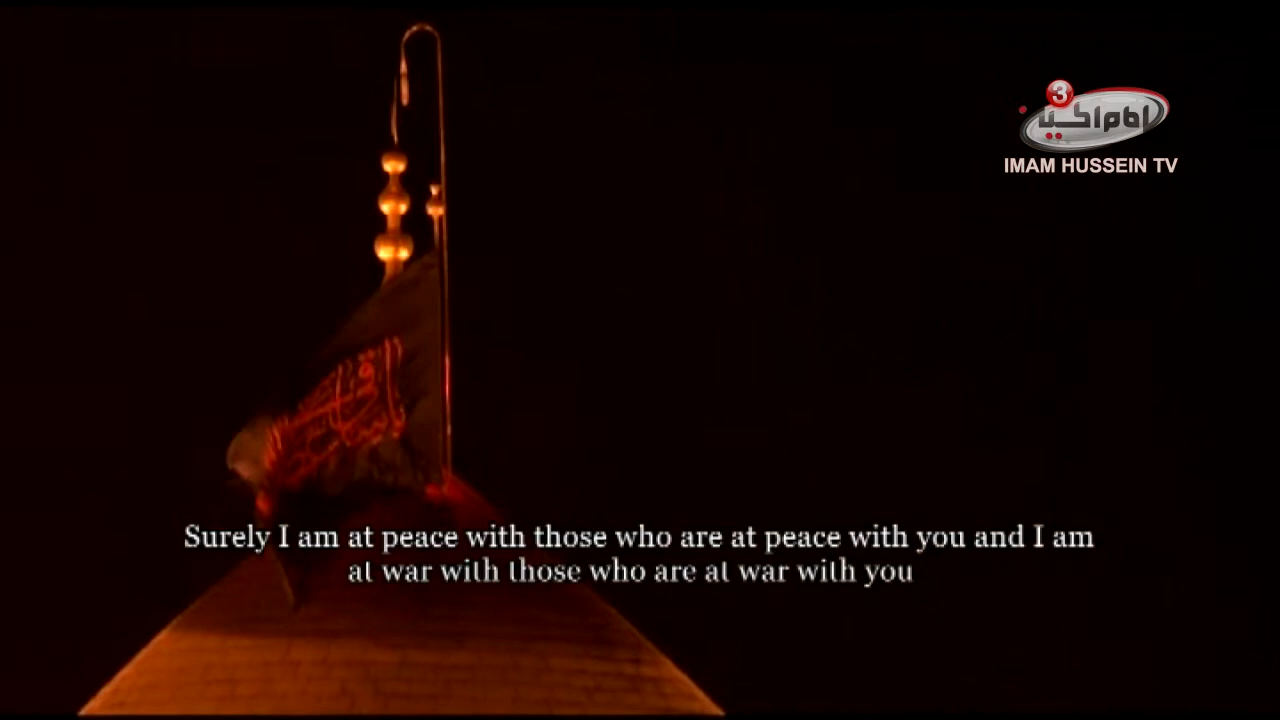 3
IMAM HUSSEIN TV
Surely I am at peace with those who are at peace with you and I am
at war with those who are at war with you